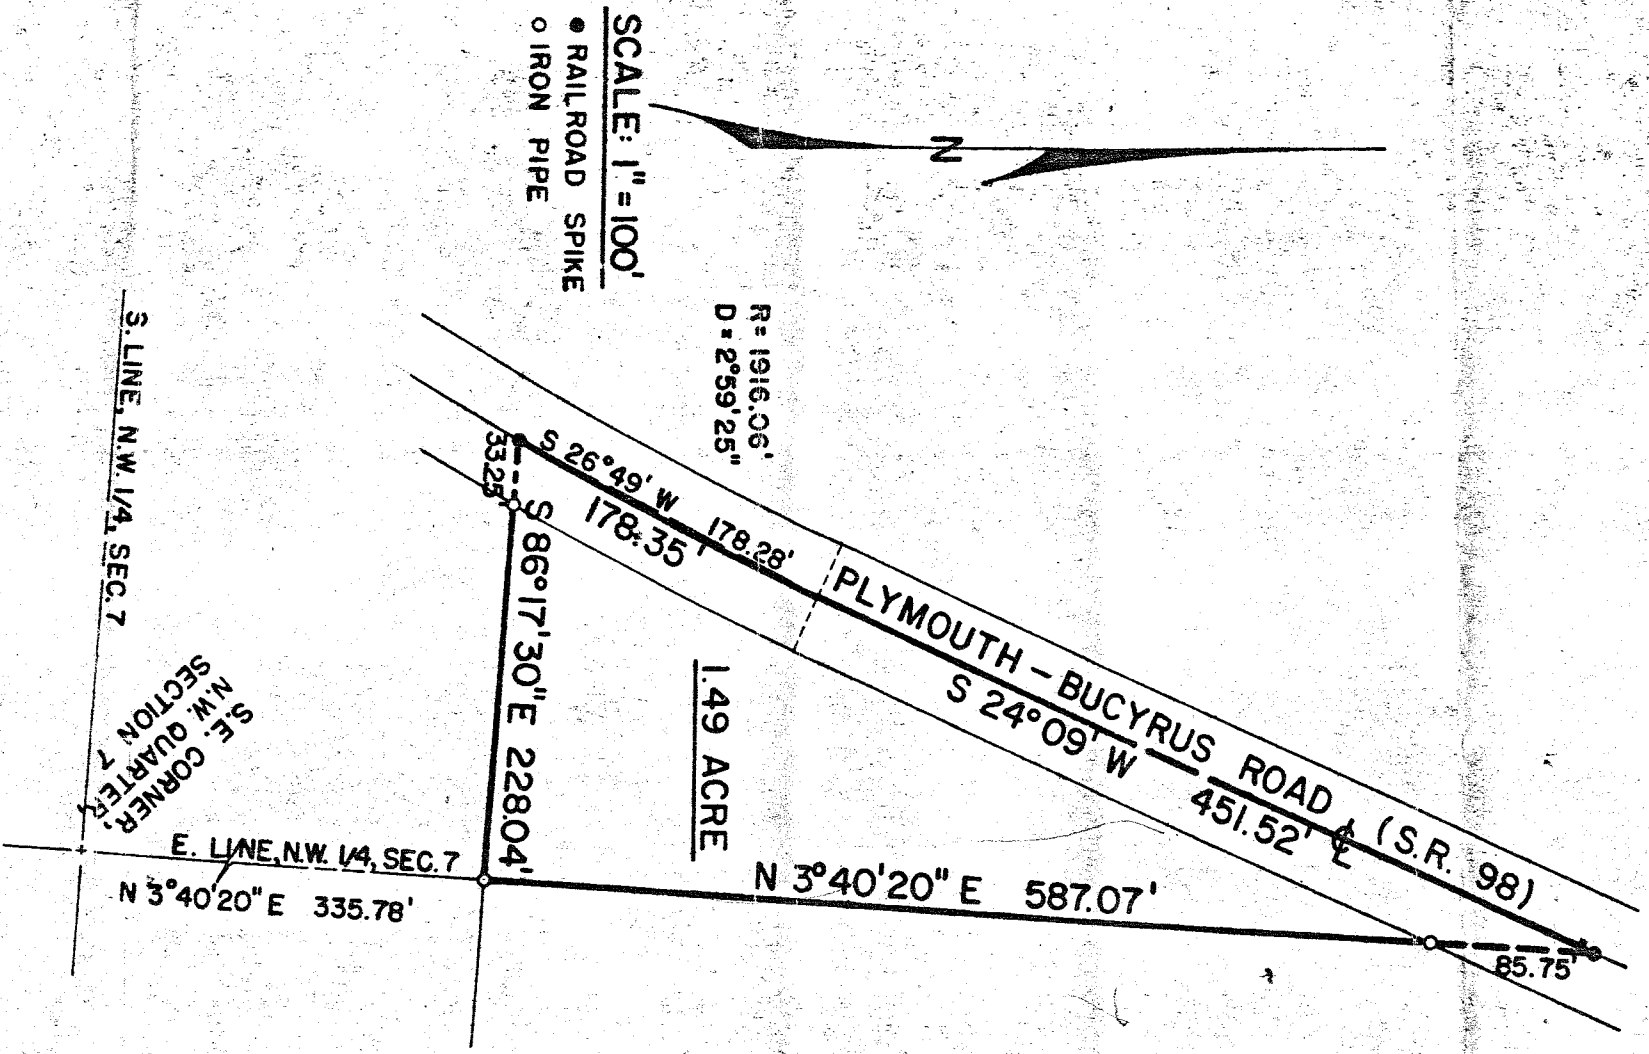 SCALE: 1" = 100'
● RAILROAD SPIKE
○ IRON PIPE
N
R = 1916.06'
D = 2°59'25"
S 26°49' W 178.28'
178.35'
33.25'
PLYMOUTH – BUCYRUS ROAD ℄ (S.R. 98)
S 24°09' W 451.52'
S 86°17'30" E 228.04'
1.49 ACRE
N 3°40'20" E 587.07'
85.75'
S. LINE, N.W. 1/4, SEC. 7
S.E. CORNER,
N.W. QUARTER,
SECTION 7
E. LINE, N.W. 1/4, SEC. 7
N 3°40'20" E 335.78'